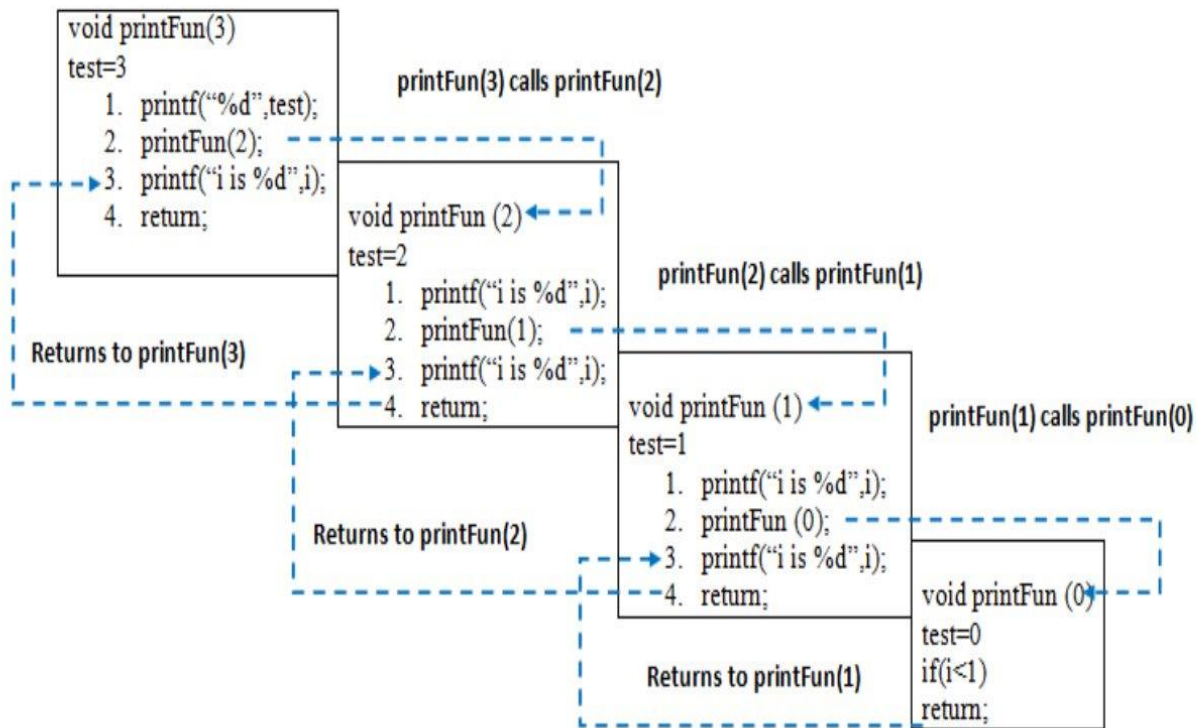 void printFun(3)
test=3
1. printf(“%d”,test);
2. printFun(2);
3. printf(“i is %d”,i);
4. return;
printFun(3) calls printFun(2)
void printFun (2)
test=2
1. printf(“i is %d”,i);
2. printFun(1);
3. printf(“i is %d”,i);
4. return;
Returns to printFun(3)
printFun(2) calls printFun(1)
void printFun (1)
test=1
1. printf(“i is %d”,i);
2. printFun (0);
3. printf(“i is %d”,i);
4. return;
Returns to printFun(2)
printFun(1) calls printFun(0)
void printFun (0)
test=0
if(i<1)
return;
Returns to printFun(1)